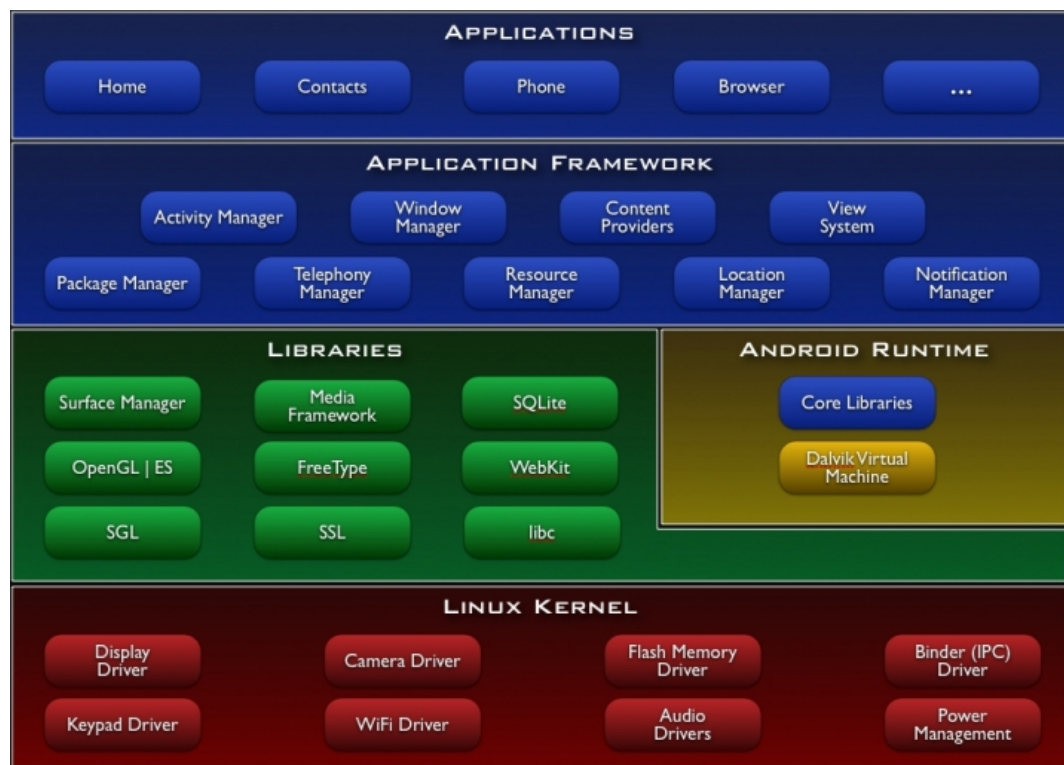 APPLICATIONS
Home
Contacts
Phone
Browser
...
APPLICATION FRAMEWORK
Activity Manager
Window
Manager
Content
Providers
View
System
Package Manager
Telephony
Manager
Resource
Manager
Location
Manager
Notification
Manager
LIBRARIES
Surface Manager
Media
Framework
SQLite
OpenGL | ES
FreeType
WebKit
SGL
SSL
libc
ANDROID RUNTIME
Core Libraries
Dalvik Virtual
Machine
LINUX KERNEL
Display
Driver
Camera Driver
Flash Memory
Driver
Binder (IPC)
Driver
Keypad Driver
WiFi Driver
Audio
Drivers
Power
Management